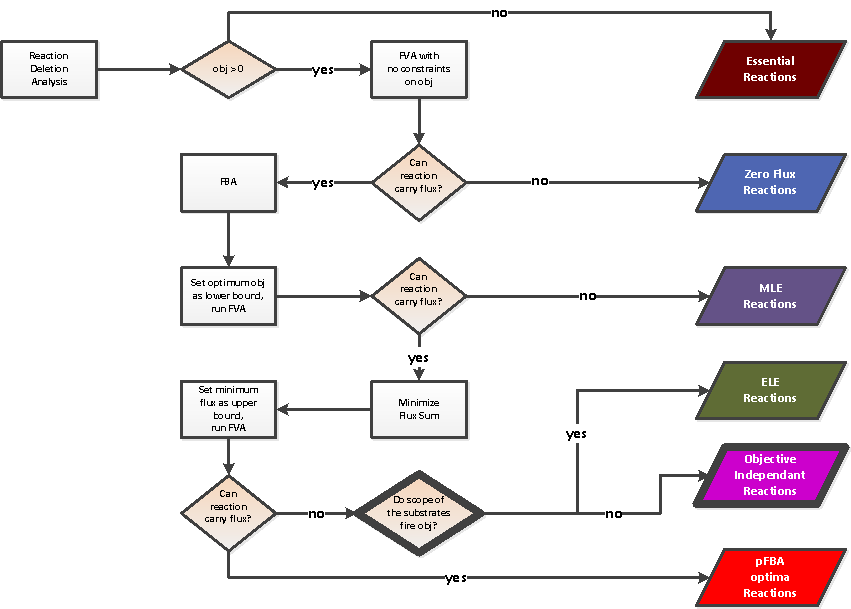 no
Reaction
Deletion
Analysis
obj >0
yes
FVA with
no constraints
on obj
Essential
Reactions
FBA
yes
Can
reaction
carry flux?
no
Zero Flux
Reactions
Set optimum obj
as lower bound,
run FVA
Can
reaction
carry flux?
no
MLE
Reactions
yes
Set minimum
flux as upper
bound,
run FVA
Minimize
Flux Sum
ELE
Reactions
yes
Can
reaction
carry flux?
no
Do scope of
the substrates
fire obj?
no
Objective
Independant
Reactions
yes
pFBA
optima
Reactions